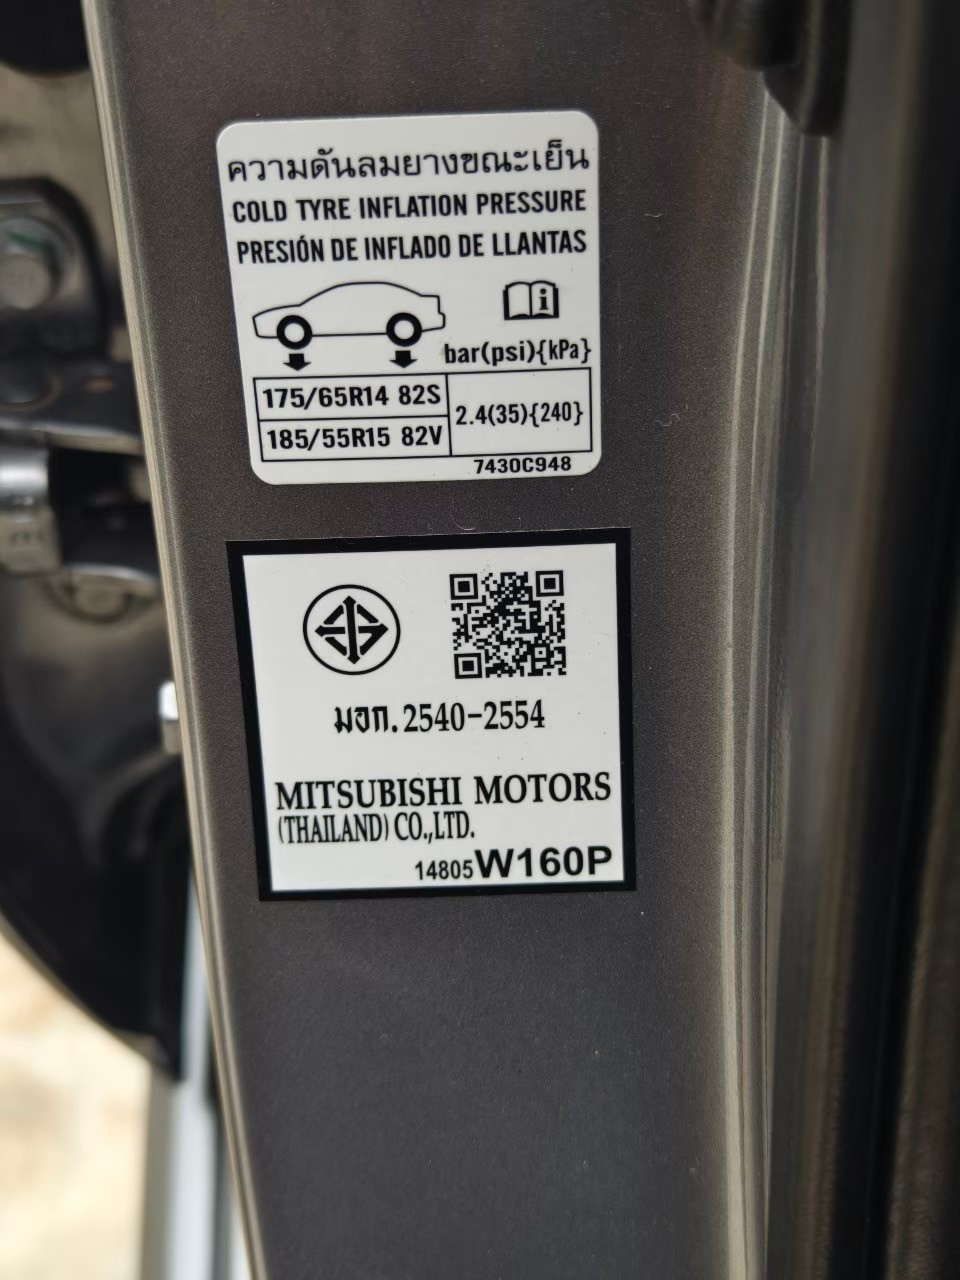 ความดันลมยางขณะเย็น
COLD TYRE INFLATION PRESSURE
PRESIÓN DE INFLADO DE LLANTAS
bar(psi){kPa}
175/65R14 82S
2.4(35){240}
185/55R15 82V
7430C948
มอก.2540-2554
MITSUBISHI MOTORS
(THAILAND) CO.,LTD.
14805W160P